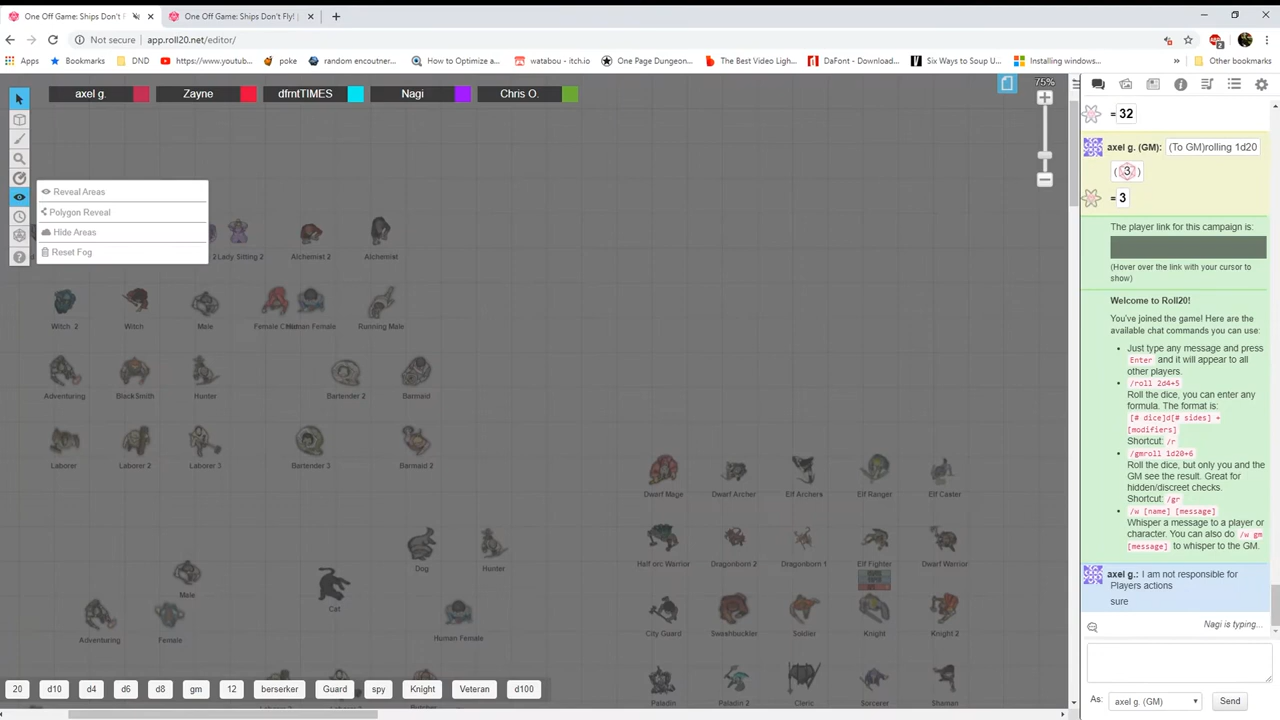 One Off Game: Ships Don't F
One Off Game: Ships Don't Fly! |
Not secure
app.roll20.net/editor/
Apps
Bookmarks
DND
https://www.youtub...
poke
random encoutner...
How to Optimize a...
watabou - itch.io
One Page Dungeon...
The Best Video Ligh...
DaFont - Download...
Six Ways to Soup U...
Installing windows...
»
Other bookmarks
axel g.
Zayne
dfmtTIMES
Nagi
Chris O.
75%
Reveal Areas
Polygon Reveal
Hide Areas
Reset Fog
2
Lady Sitting 2
Alchemist 2
Alchemist
Witch 2
Witch
Male
Female
Human Female
Running Male
Adventuring
BlackSmith
Hunter
Bartender 2
Barmaid
Laborer
Laborer 2
Laborer 3
Bartender 3
Barmaid 2
Dwarf Mage
Dwarf Archer
Elf Archers
Elf Ranger
Elf Caster
Dog
Hunter
Half orc Warrior
Dragonborn 2
Dragonborn 1
Elf Fighter
Dwarf Warrior
Male
Cat
Adventuring
Female
Human Female
City Guard
Swashbuckler
Soldier
Knight
Knight 2
Paladin
Paladin 2
Cleric
Sorcerer
Shaman
20
d10
d4
d6
d8
gm
12
berserker
Guard
spy
Knight
Veteran
d100
= 32
axel g. (GM): (To GM)rolling 1d20
( 3 )
= 3
The player link for this campaign is:
(Hover over the link with your cursor to
show)
Welcome to Roll20!
You've joined the game! Here are the
available chat commands you can use:
• Just type any message and press
Enter and it will appear to all
other players.
• /roll 2d4+5
Roll the dice, you can enter any
formula. The format is:
[# dice]d[# sides] +
[modifiers]
Shortcut: /r
• /gmroll 1d20+6
Roll the dice, but only you and the
GM see the result. Great for
hidden/discreet checks.
Shortcut: /gr
• /w [name] [message]
Whisper a message to a player or
character. You can also do /w gm
[message] to whisper to the GM.
axel g.: I am not responsible for
Players actions
sure
Nagi is typing...
As:
axel g. (GM)
Send